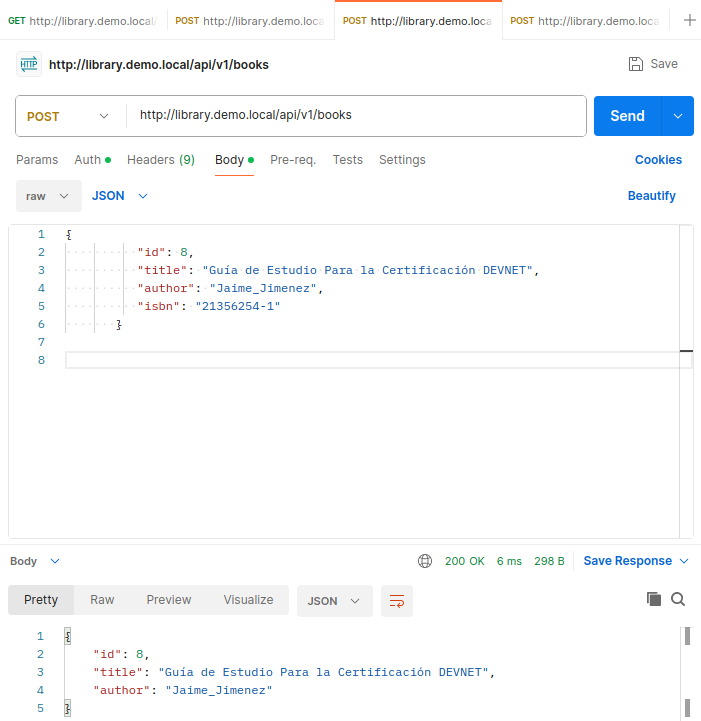 GET http://library.demo.local/ POST http://library.demo.loca POST http://library.demo.loca POST http://library.demo.loca
HTTP http://library.demo.local/api/v1/books Save
POST http://library.demo.local/api/v1/books Send
Params Auth Headers (9) Body Pre-req. Tests Settings Cookies
raw JSON Beautify
1 {
2 "id": 8,
3 "title": "Guía de Estudio Para la Certificación DEVNET",
4 "author": "Jaime_Jimenez",
5 "isbn": "21356254-1"
6 }
7
8
Body 200 OK 6 ms 298 B Save Response
Pretty Raw Preview Visualize JSON
1 {
2 "id": 8,
3 "title": "Guía de Estudio Para la Certificación DEVNET",
4 "author": "Jaime_Jimenez"
5 }